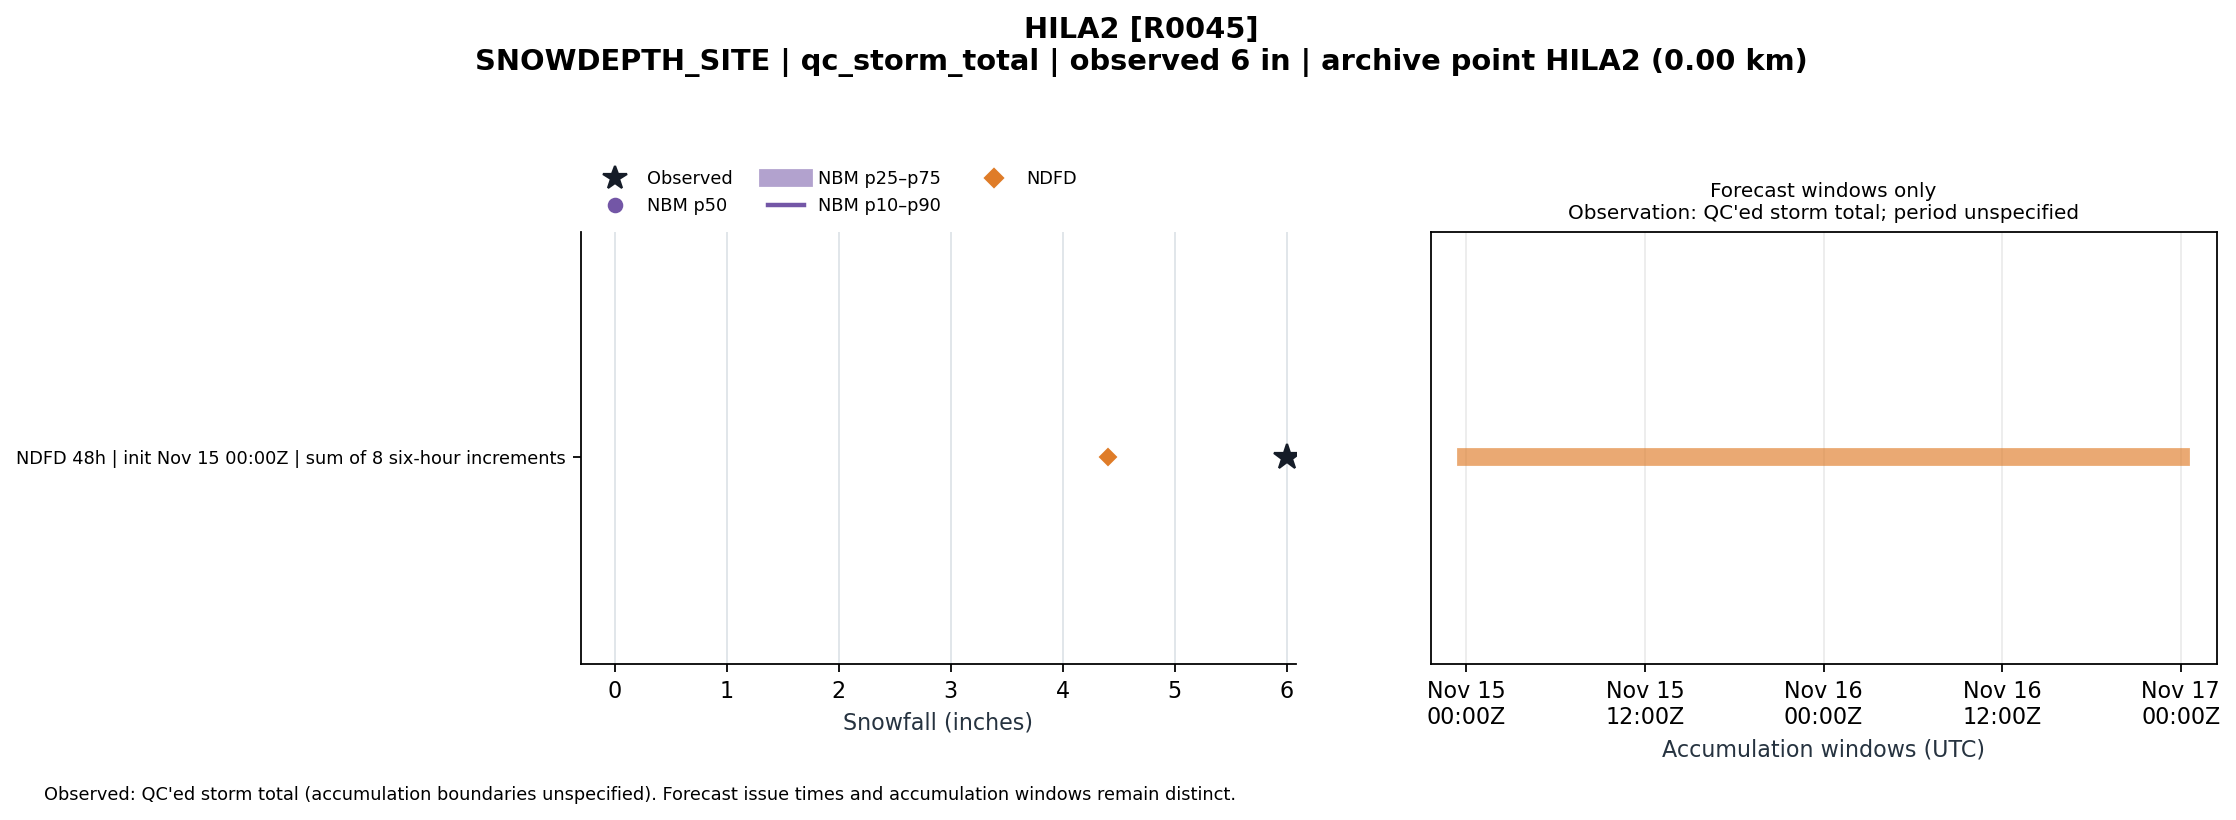 HILA2 [R0045]
SNOWDEPTH_SITE | qc_storm_total | observed 6 in | archive point HILA2 (0.00 km)
Observed
NBM p50
NBM p25–p75
NBM p10–p90
NDFD
NDFD 48h | init Nov 15 00:00Z | sum of 8 six-hour increments
0 1 2 3 4 5 6
Snowfall (inches)
Forecast windows only
Observation: QC'ed storm total; period unspecified
Nov 15 Nov 15 Nov 16 Nov 16 Nov 17
00:00Z 12:00Z 00:00Z 12:00Z 00:00Z
Accumulation windows (UTC)
Observed: QC'ed storm total (accumulation boundaries unspecified). Forecast issue times and accumulation windows remain distinct.